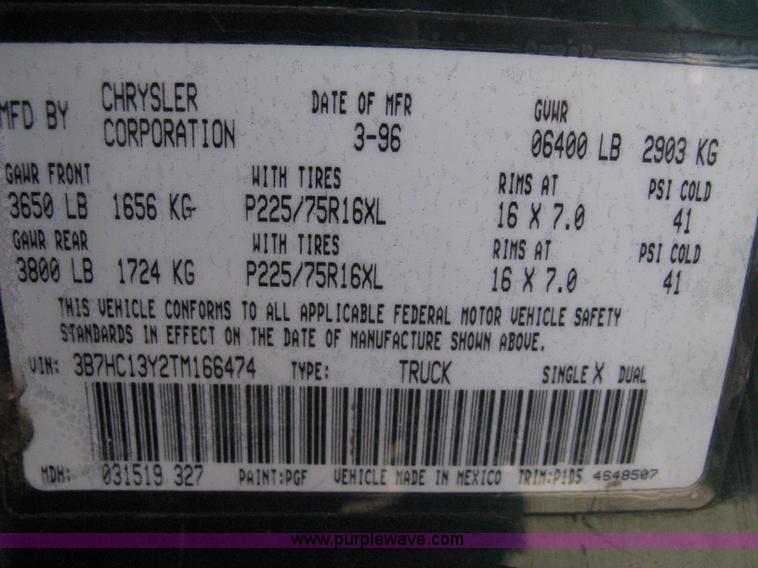 MFD BY CHRYSLER CORPORATION DATE OF MFR 3-96 GVWR 06400 LB 2903 KG
GAWR FRONT WITH TIRES RIMS AT PSI COLD
3650 LB 1656 KG P225/75R16XL 16 X 7.0 41
GAWR REAR WITH TIRES RIMS AT PSI COLD
3800 LB 1724 KG P225/75R16XL 16 X 7.0 41
THIS VEHICLE CONFORMS TO ALL APPLICABLE FEDERAL MOTOR VEHICLE SAFETY
STANDARDS IN EFFECT ON THE DATE OF MANUFACTURE SHOWN ABOVE.
VIN: 3B7HC13Y2TM166474 TYPE: TRUCK SINGLE X DUAL
MDH: 031519 327 PAINT:PGF VEHICLE MADE IN MEXICO TRIM:P1D5 4648507
www.purplewave.com